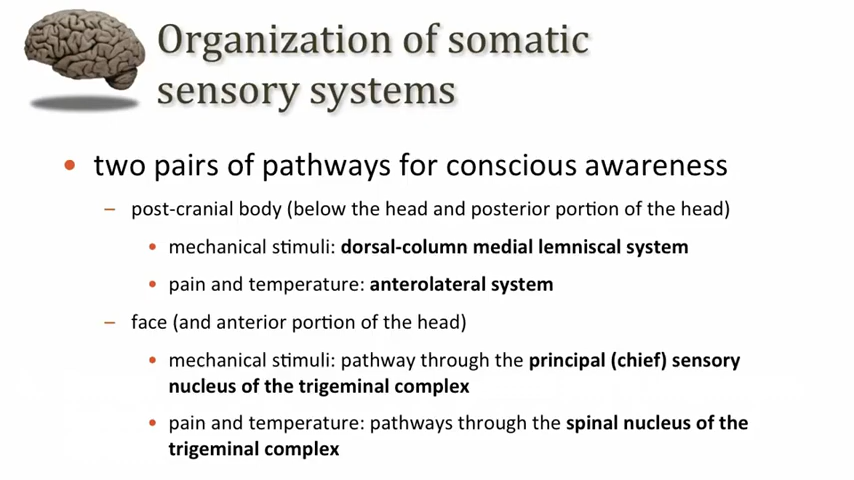 Organization of somatic
sensory systems
• two pairs of pathways for conscious awareness
– post-cranial body (below the head and posterior portion of the head)
• mechanical stimuli: dorsal-column medial lemniscal system
• pain and temperature: anterolateral system
– face (and anterior portion of the head)
• mechanical stimuli: pathway through the principal (chief) sensory
nucleus of the trigeminal complex
• pain and temperature: pathways through the spinal nucleus of the
trigeminal complex